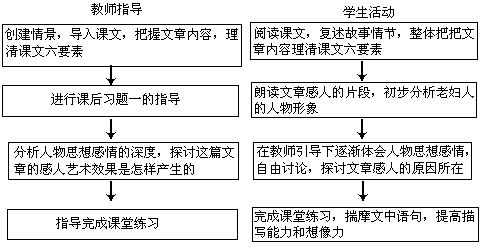 教师指导
创建情景，导入课文，把握文章内容，理
清课文六要素
进行课后习题一的指导
分析人物思想感情的深度，探讨这篇文
章的感人艺术效果是怎样产生的
指导完成课堂练习
学生活动
阅读课文，复述故事情节，整体把把文
章内容理清课文六要素
朗读文章感人的片段，初步分析老妇人
的人物形象
在教师引导下逐渐体会人物思想感情，
自由讨论，探讨文章感人的原因所在
完成课堂练习，揣摩文中语句，提高描
写能力和想像力